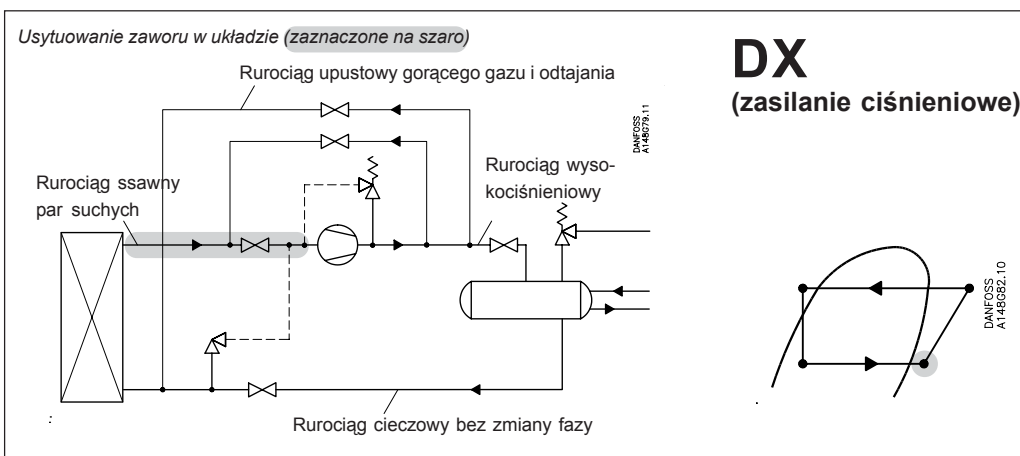 Usytuowanie zaworu w układzie (zaznaczone na szaro)
DX
(zasilanie ciśnieniowe)
Rurociąg upustowy gorącego gazu i odtajania
DANFOSS
A148G79.11
Rurociąg wyso-
kociśnieniowy
Rurociąg ssawny
par suchych
DANFOSS
A148G82.10
Rurociąg cieczowy bez zmiany fazy